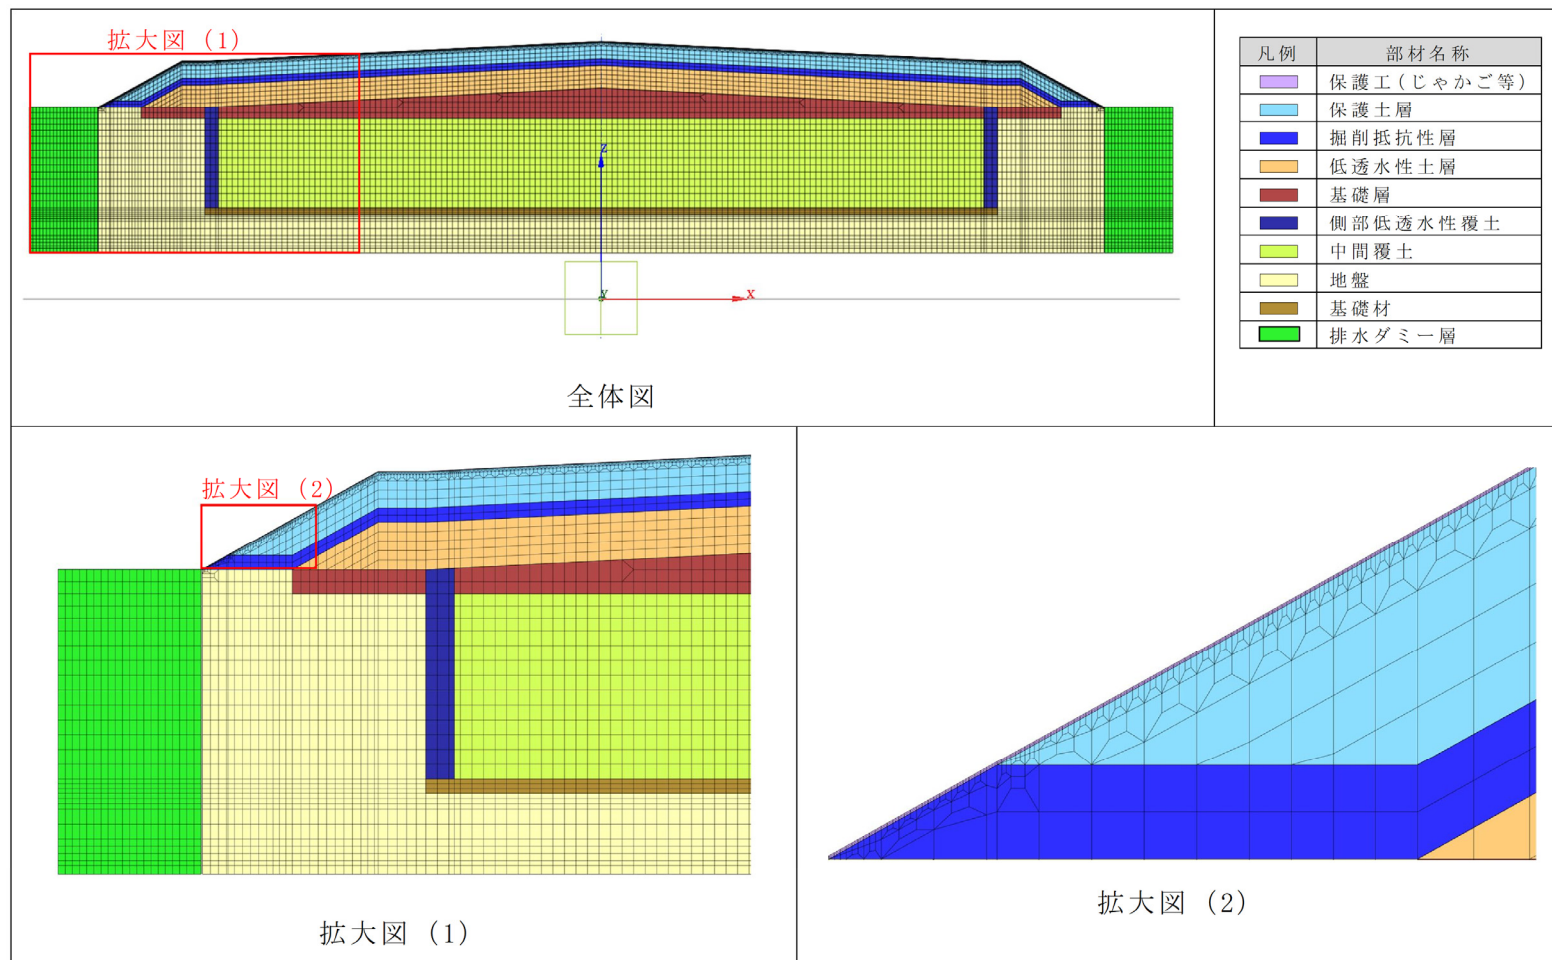 拡大図 (1)
z
y
x
全体図
凡例 部材名称
保護工(じゃかご等)
保護土層
掘削抵抗性層
低透水性土層
基礎層
側部低透水性覆土
中間覆土
地盤
基礎材
排水ダミー層
拡大図 (2)
拡大図 (1)
拡大図 (2)